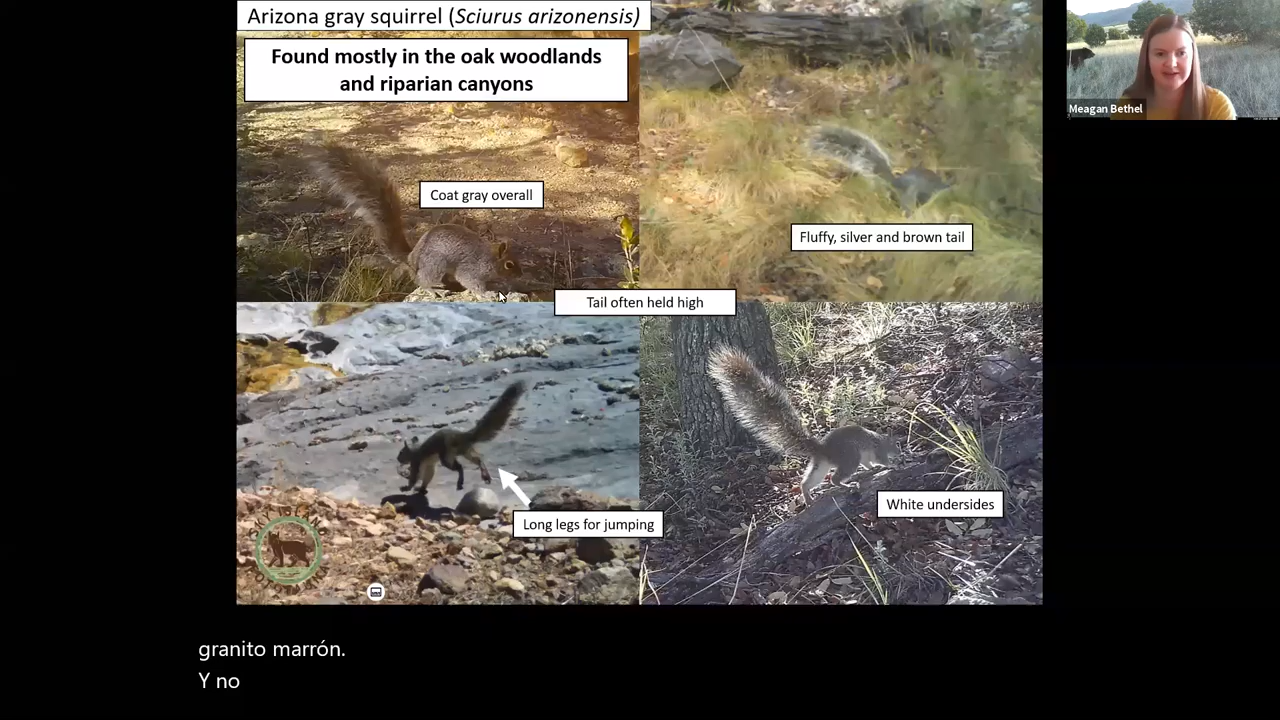 Arizona gray squirrel (Sciurus arizonensis)
Found mostly in the oak woodlands
and riparian canyons
Meagan Bethel
Coat gray overall
Fluffy, silver and brown tail
Tail often held high
White undersides
Long legs for jumping
granito marrón.
Y no